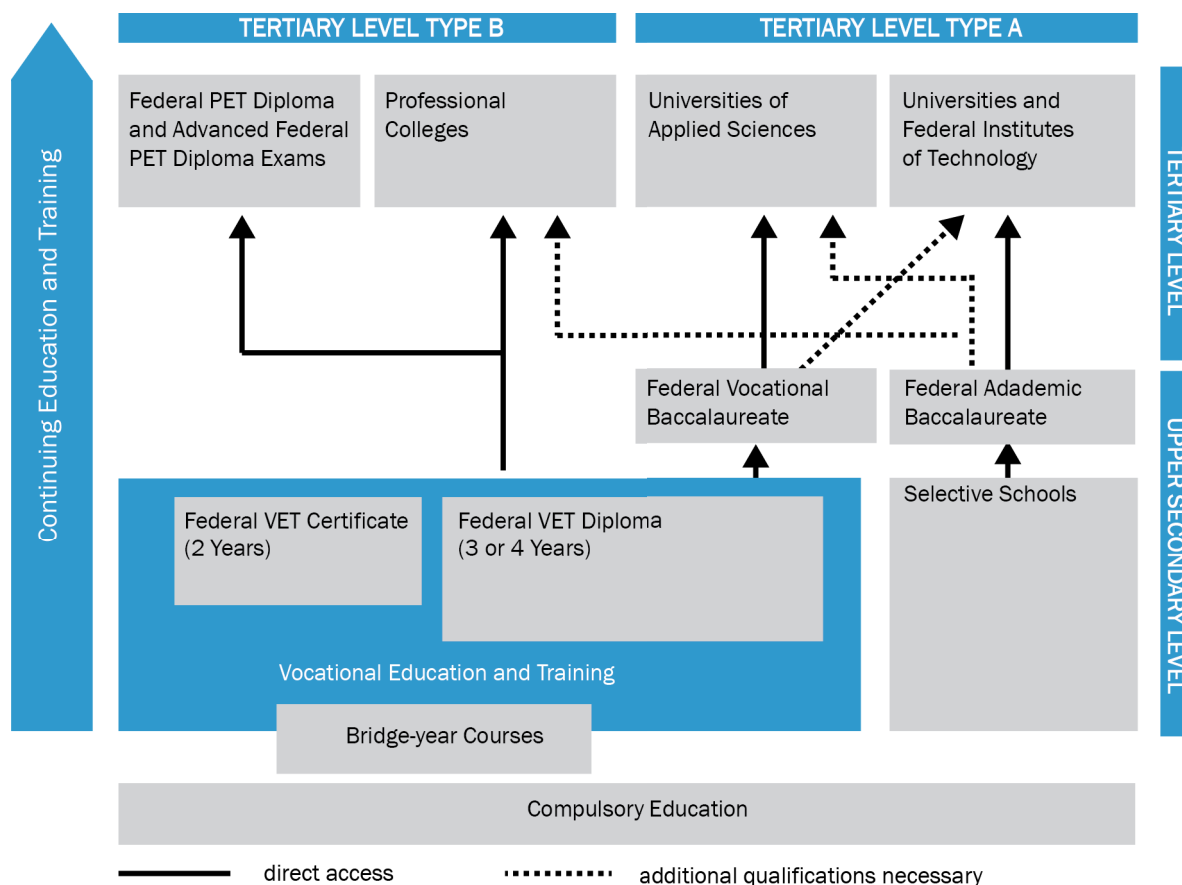 TERTIARY LEVEL TYPE B
TERTIARY LEVEL TYPE A
Federal PET Diploma
and Advanced Federal
PET Diploma Exams
Professional
Colleges
Universities of
Applied Sciences
Universities and
Federal Institutes
of Technology
Continuing Education and Training
TERTIARY LEVEL
Federal Vocational
Baccalaureate
Federal Adademic
Baccalaureate
UPPER SECONDARY LEVEL
Federal VET Certificate
(2 Years)
Federal VET Diploma
(3 or 4 Years)
Selective Schools
Vocational Education and Training
Bridge-year Courses
Compulsory Education
direct access
additional qualifications necessary